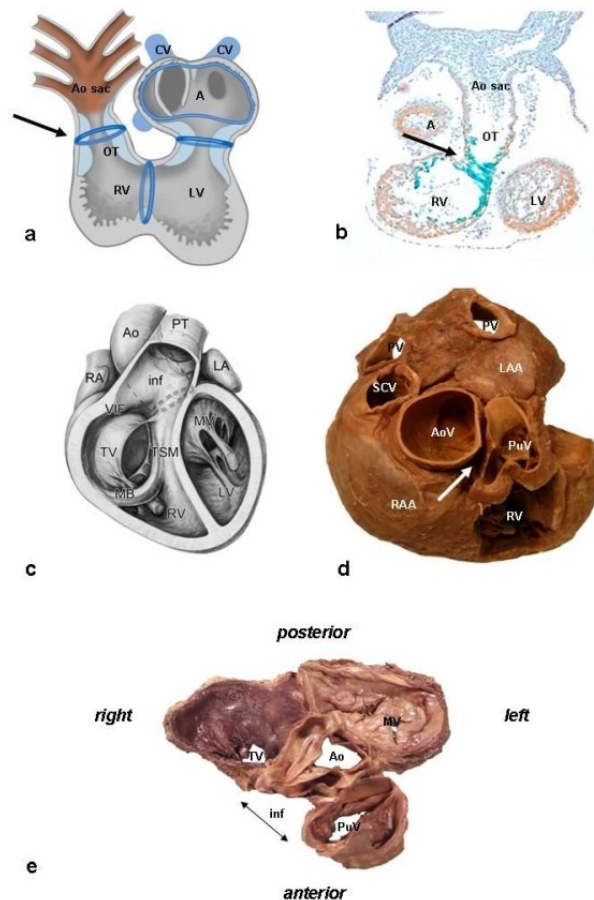 CV CV
A
Ao sac
OT
RV LV
a
Ao sac
A
OT
RV
LV
b
Ao
PT
RA
inf
LA
VIF
TV
TSM
MV
MB
LV
RV
c
PV
PV
SCV
LAA
AoV
PuV
RAA
RV
d
posterior
right
left
MV
TV
Ao
inf
PuV
e
anterior